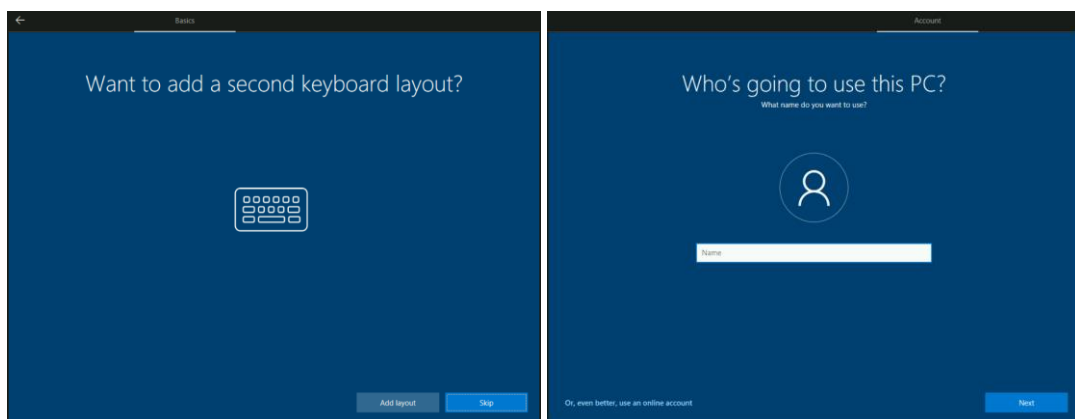 Basics
Want to add a second keyboard layout?
Add layout
Skip
Account
Who's going to use this PC?
What name do you want to use?
Name
Or, even better, use an online account
Next